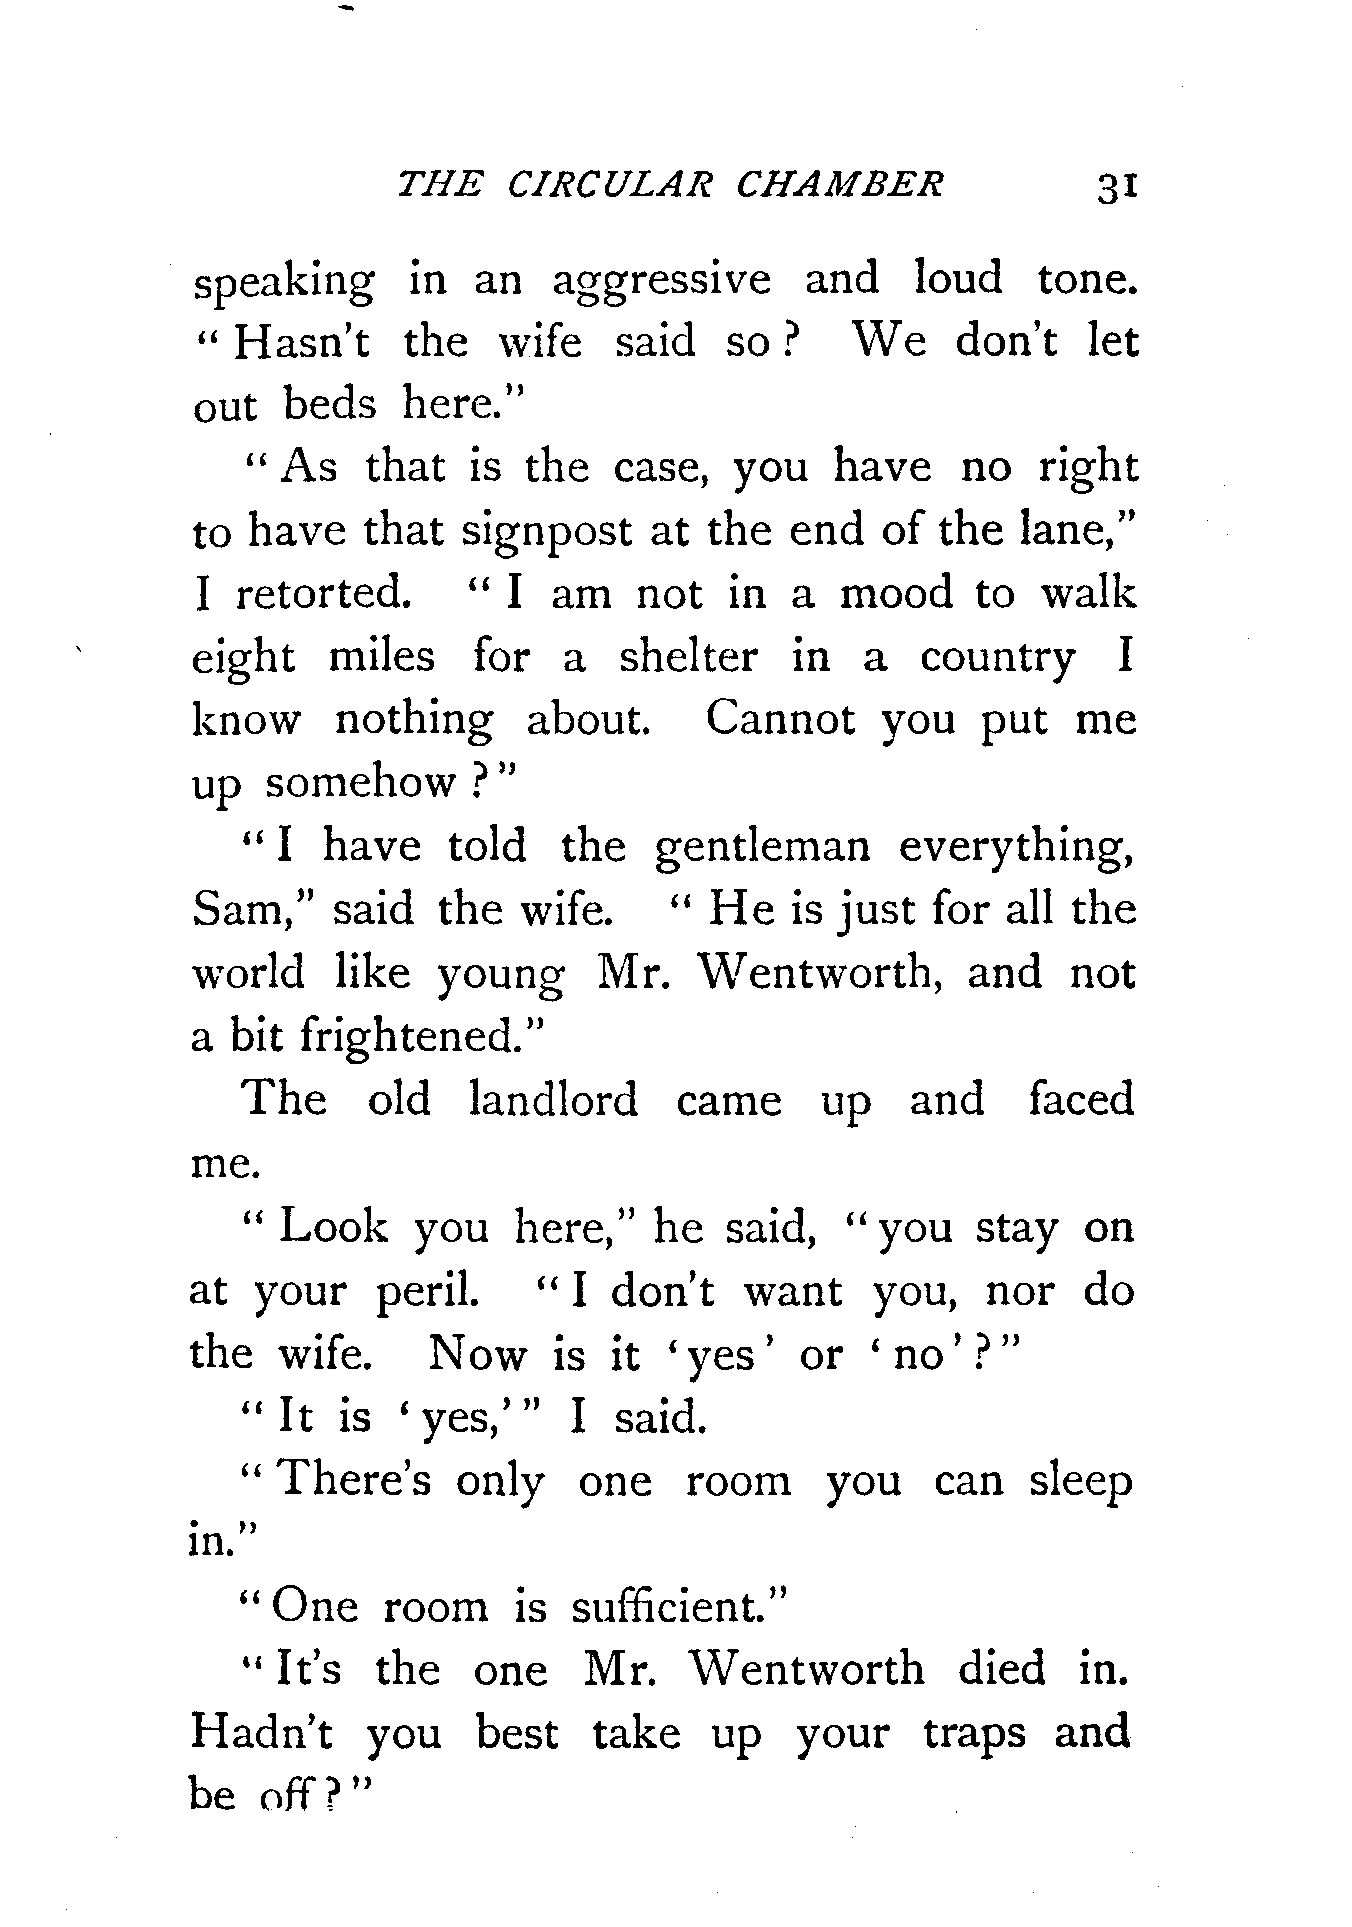 THE CIRCULAR CHAMBER 31
speaking in an aggressive and loud tone.
"Hasn't the wife said so? We don't let
out beds here."
"As that is the case, you have no right
to have that signpost at the end of the lane,"
I retorted. "I am not in a mood to walk
eight miles for a shelter in a country I
know nothing about. Cannot you put me
up somehow?"
"I have told the gentleman everything,
Sam," said the wife. "He is just for all the
world like young Mr. Wentworth, and not
a bit frightened."
The old landlord came up and faced
me.
"Look you here," he said, "you stay on
at your peril. "I don't want you, nor do
the wife. Now is it 'yes' or 'no'?"
"It is 'yes,'" I said.
"There's only one room you can sleep
in."
"One room is sufficient."
"It's the one Mr. Wentworth died in.
Hadn't you best take up your traps and
be off?"